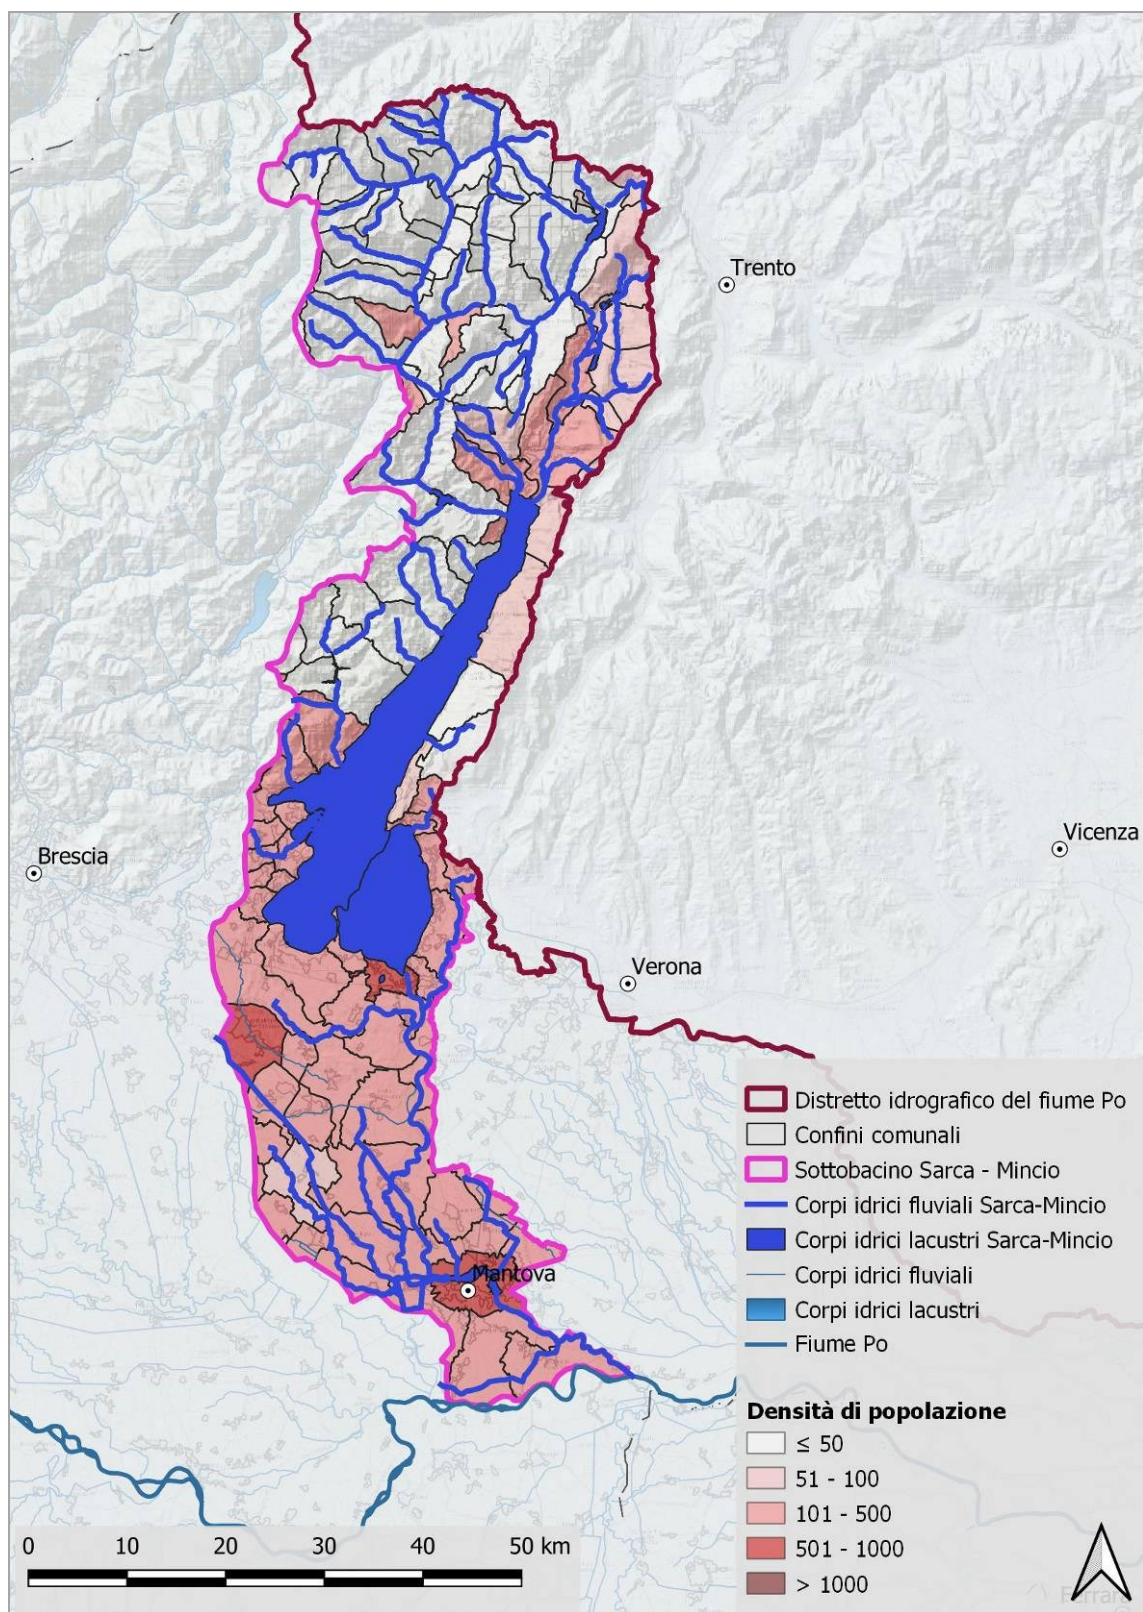 Trento
Vicenza
Brescia
Verona
Mantova
Distretto idrografico del fiume Po
Confini comunali
Sottobacino Sarca - Mincio
Corpi idrici fluviali Sarca-Mincio
Corpi idrici lacustri Sarca-Mincio
Corpi idrici fluviali
Corpi idrici lacustri
Fiume Po
Densità di popolazione
≤ 50
51 - 100
101 - 500
501 - 1000
> 1000
0 10 20 30 40 50 km
Ferrara